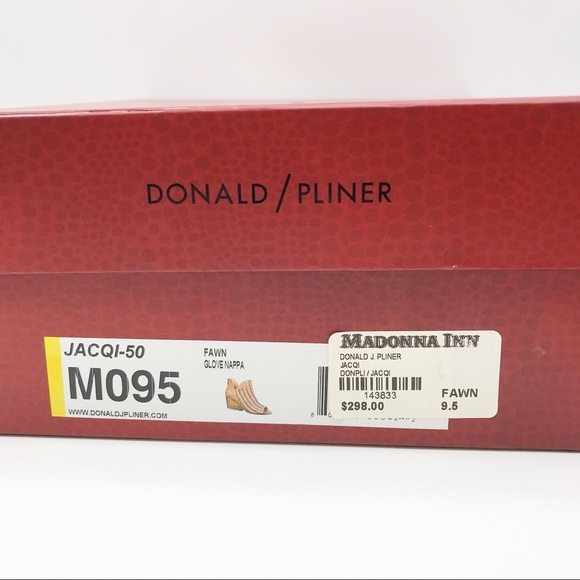 DONALD / PLINER
JACQI-50
M095
WWW.DONALDJPLINER.COM
FAWN
GLOVE NAPPA
MADONNA INN
DONALD J. PLINER
JACQI
DONPLI / JACQI
143833
$298.00
FAWN
9.5